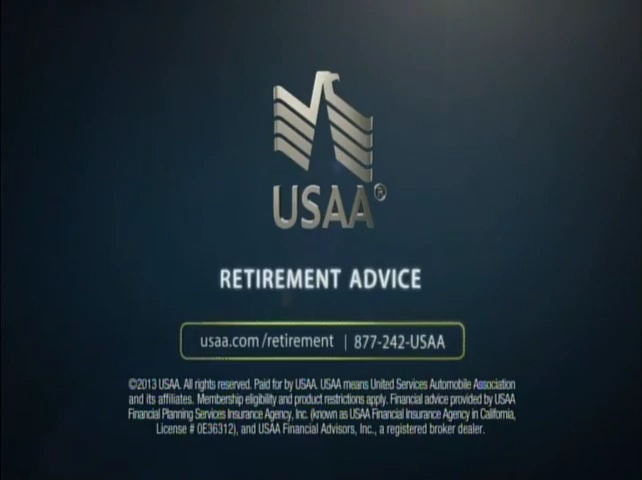 USAA®
RETIREMENT ADVICE
usaa.com/retirement | 877-242-USAA
©2013 USAA. All rights reserved. Paid for by USAA. USAA means United Services Automobile Association
and its affiliates. Membership eligibility and product restrictions apply. Financial advice provided by USAA
Financial Planning Services Insurance Agency, Inc. (known as USAA Financial Insurance Agency in California,
License # 0E36312), and USAA Financial Advisors, Inc., a registered broker dealer.